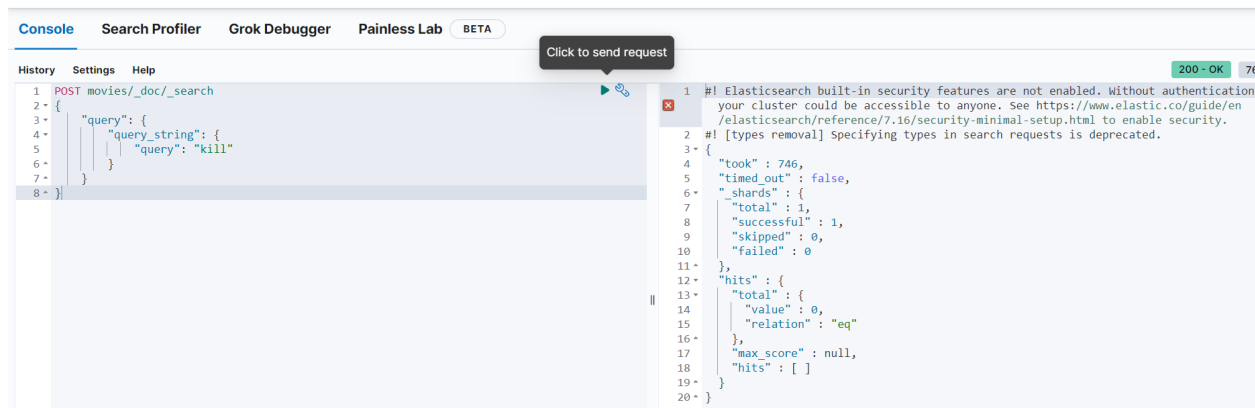 Console Search Profiler Grok Debugger Painless Lab BETA
Click to send request
History Settings Help
200 - OK 76
1 POST movies/_doc/_search
2 {
3 "query": {
4 "query_string": {
5 "query": "kill"
6 }
7 }
8 }
1 #! Elasticsearch built-in security features are not enabled. Without authentication
your cluster could be accessible to anyone. See https://www.elastic.co/guide/en
/elasticsearch/reference/7.16/security-minimal-setup.html to enable security.
2 #! [types removal] Specifying types in search requests is deprecated.
3 {
4 "took" : 746,
5 "timed_out" : false,
6 "_shards" : {
7 "total" : 1,
8 "successful" : 1,
9 "skipped" : 0,
10 "failed" : 0
11 },
12 "hits" : {
13 "total" : {
14 "value" : 0,
15 "relation" : "eq"
16 },
17 "max_score" : null,
18 "hits" : [ ]
19 }
20 }